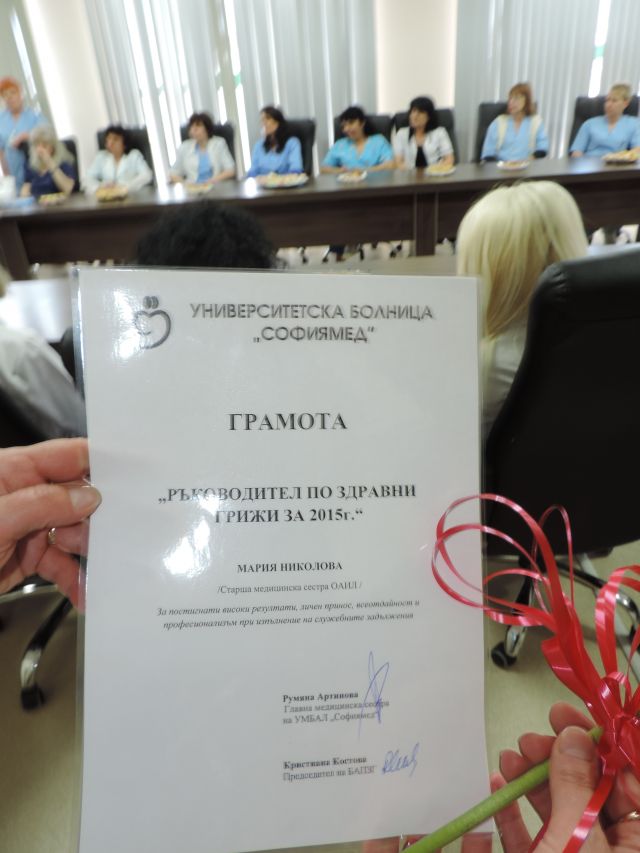 УНИВЕРСИТЕТСКА БОЛНИЦА
„СОФИЯМЕД“
ГРАМОТА
„РЪКОВОДИТЕЛ ПО ЗДРАВНИ
ГРИЖИ ЗА 2015г.“
МАРИЯ НИКОЛОВА
/Старша медицинска сестра ОАИЛ /
За постигнати високи резултати, личен принос, всеотдайност и
професионализъм при изпълнение на служебните задължения
Румяна Артинова
Главна медицинска сестра
на УМБАЛ „Софиямед“
Кристиана Костова
Председател на БАПЗГ